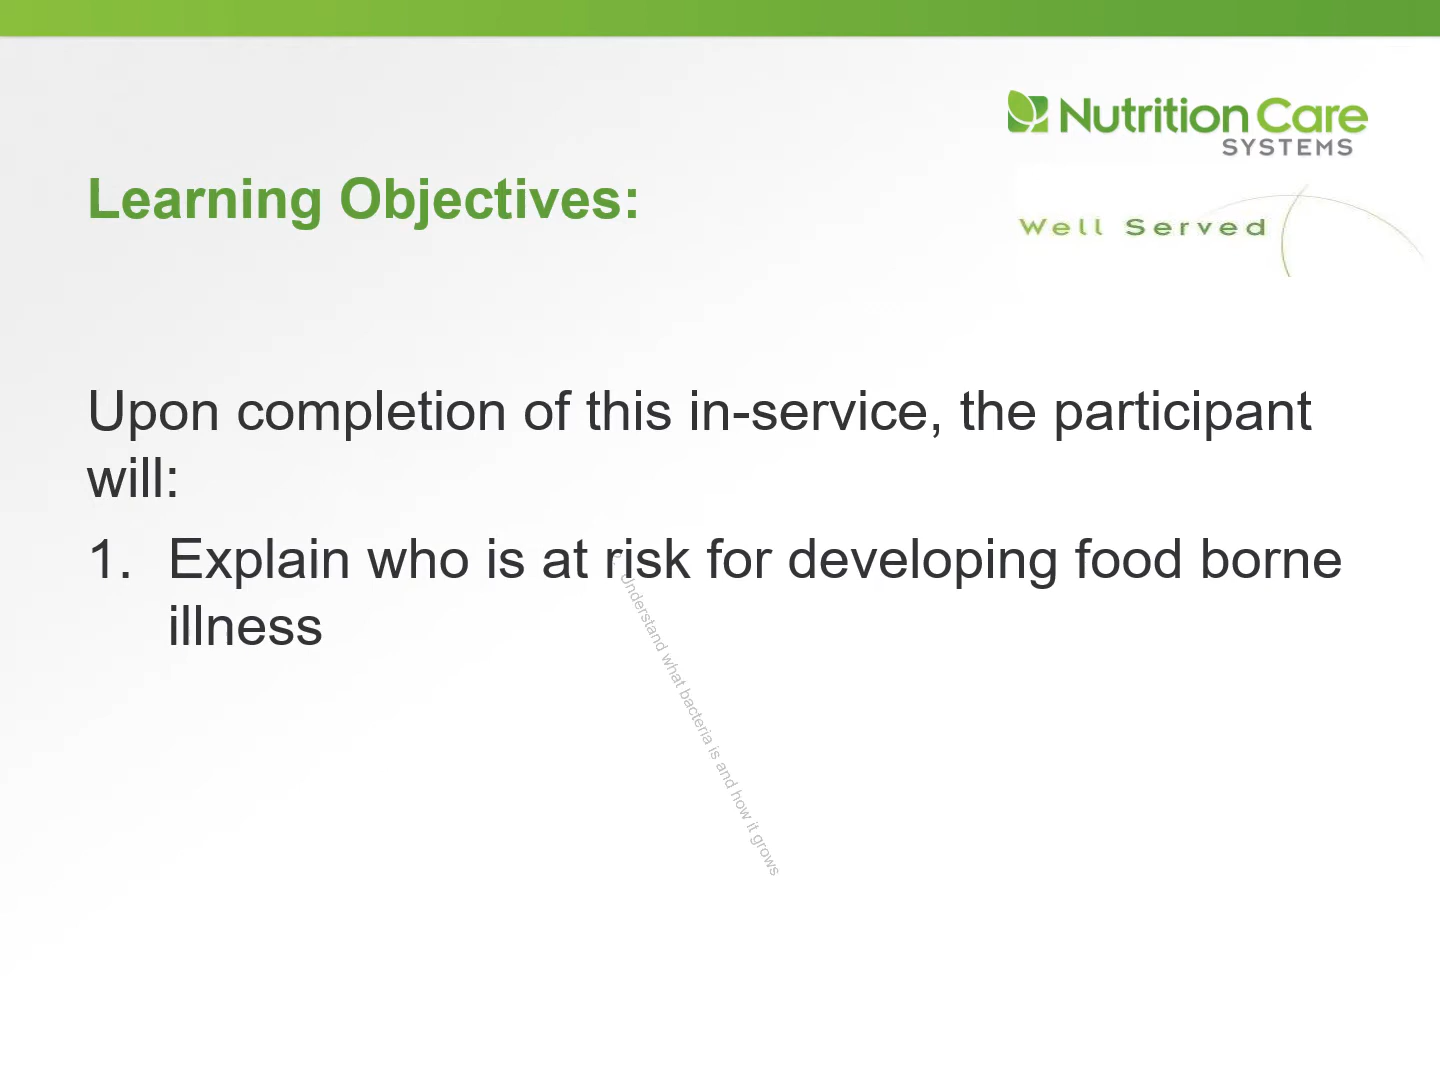 Nutrition Care
SYSTEMS
Learning Objectives:
Well Served
Upon completion of this in-service, the participant
will:
1. Explain who is at risk for developing food borne
illness
2. Understand what bacteria is and how it grows